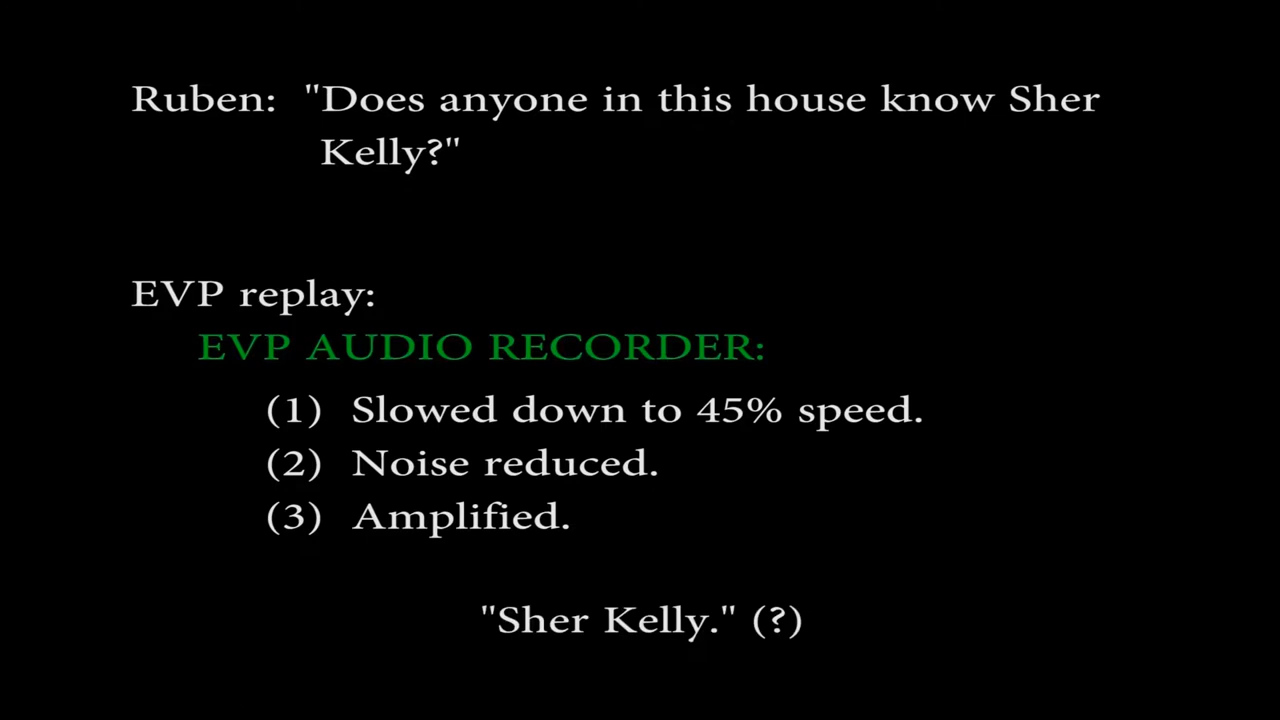 Ruben: "Does anyone in this house know Sher
Kelly?"
EVP replay:
EVP AUDIO RECORDER:
(1) Slowed down to 45% speed.
(2) Noise reduced.
(3) Amplified.
"Sher Kelly." (?)